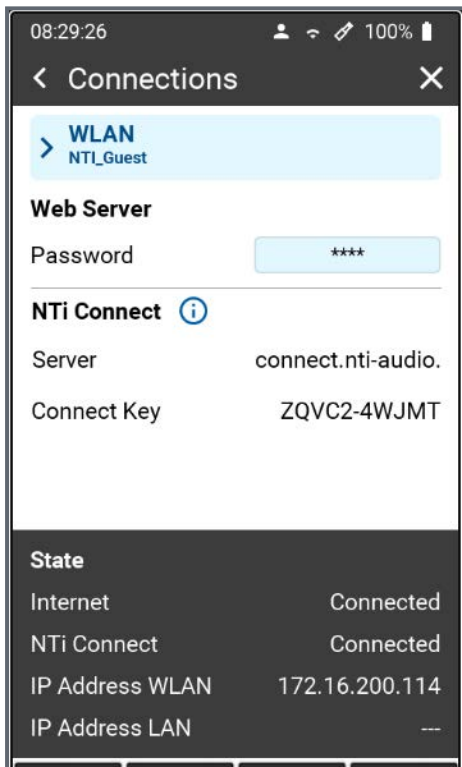 08:29:26 100%
Connections
WLAN
NTI_Guest
Web Server
Password ****
NTi Connect
Server connect.nti-audio.
Connect Key ZQVC2-4WJMT
State
Internet Connected
NTi Connect Connected
IP Address WLAN 172.16.200.114
IP Address LAN ---